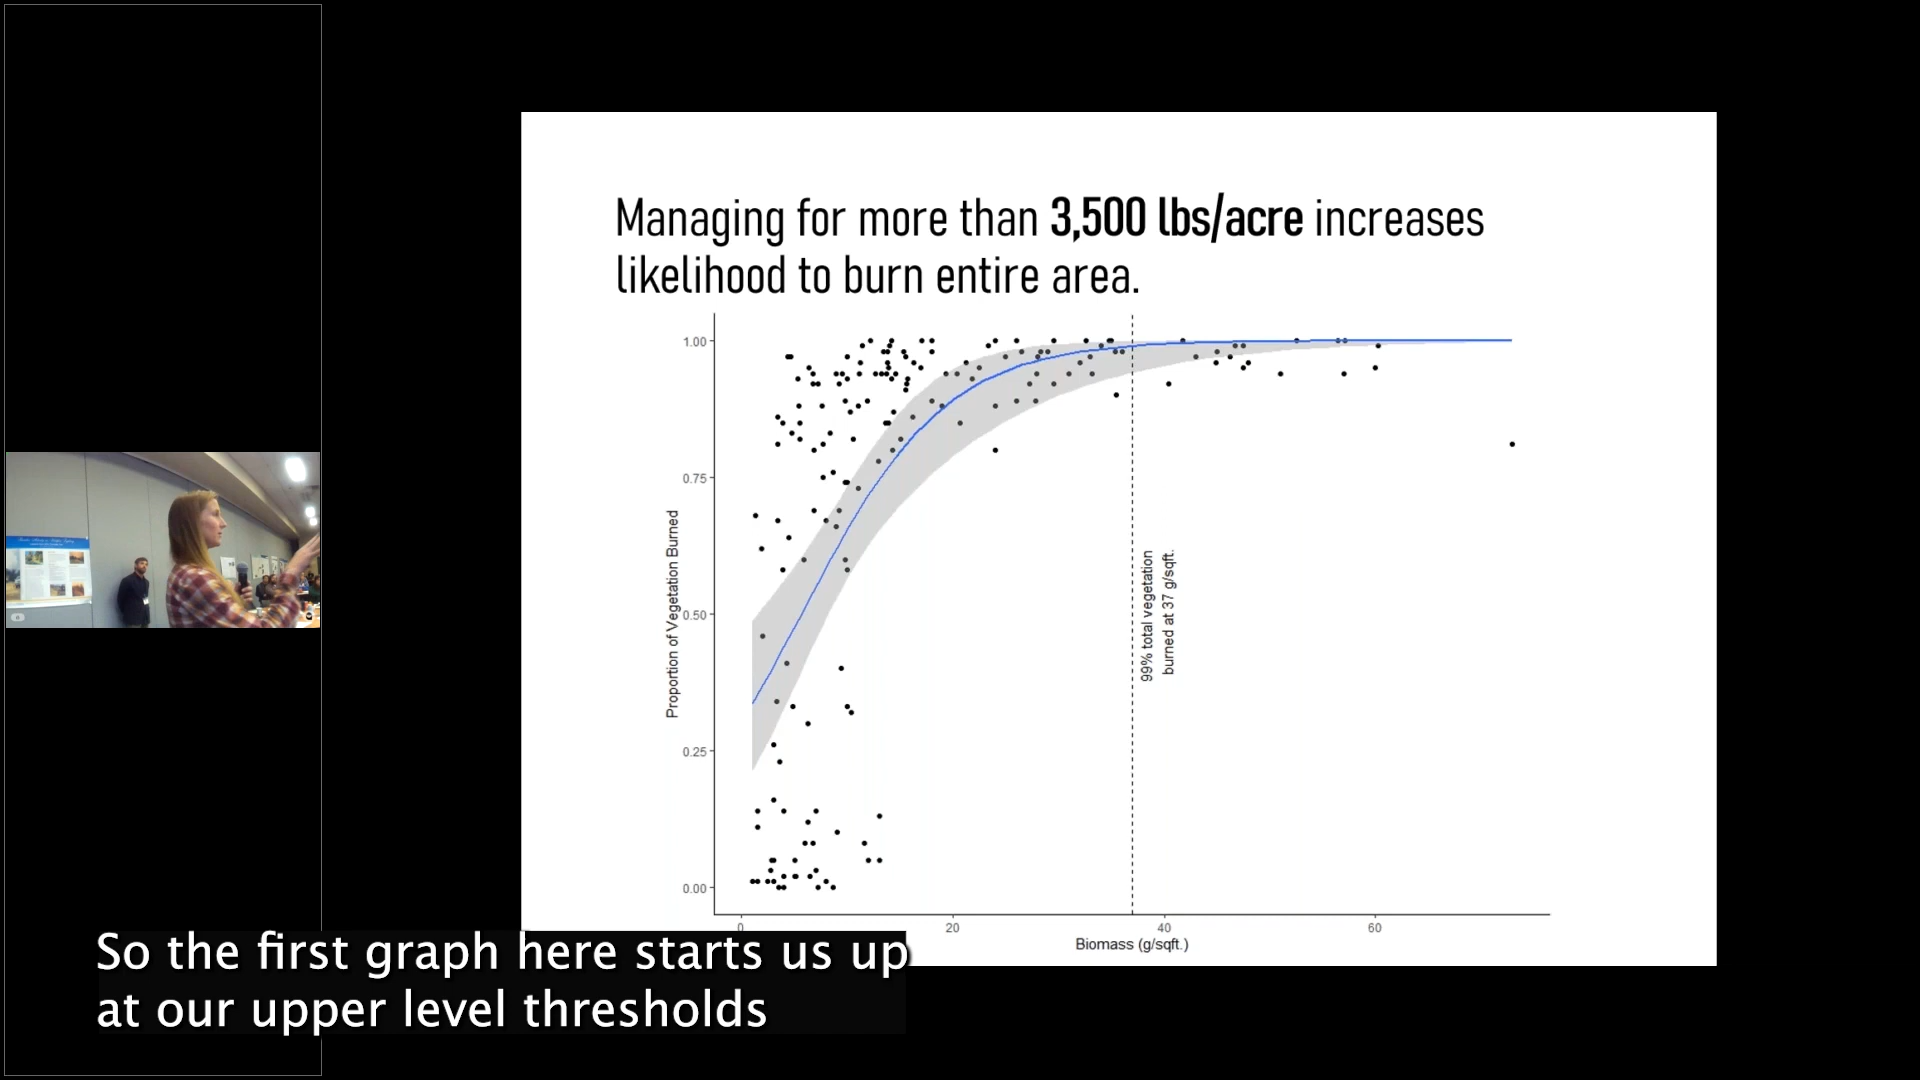 Managing for more than 3,500 lbs/acre increases
likelihood to burn entire area.
1.00
0.75
0.50
0.25
0.00
Proportion of Vegetation Burned
99% total vegetation
burned at 37 g/sqft.
0
20
40
60
Biomass (g/sqft.)
So the first graph here starts us up
at our upper level thresholds